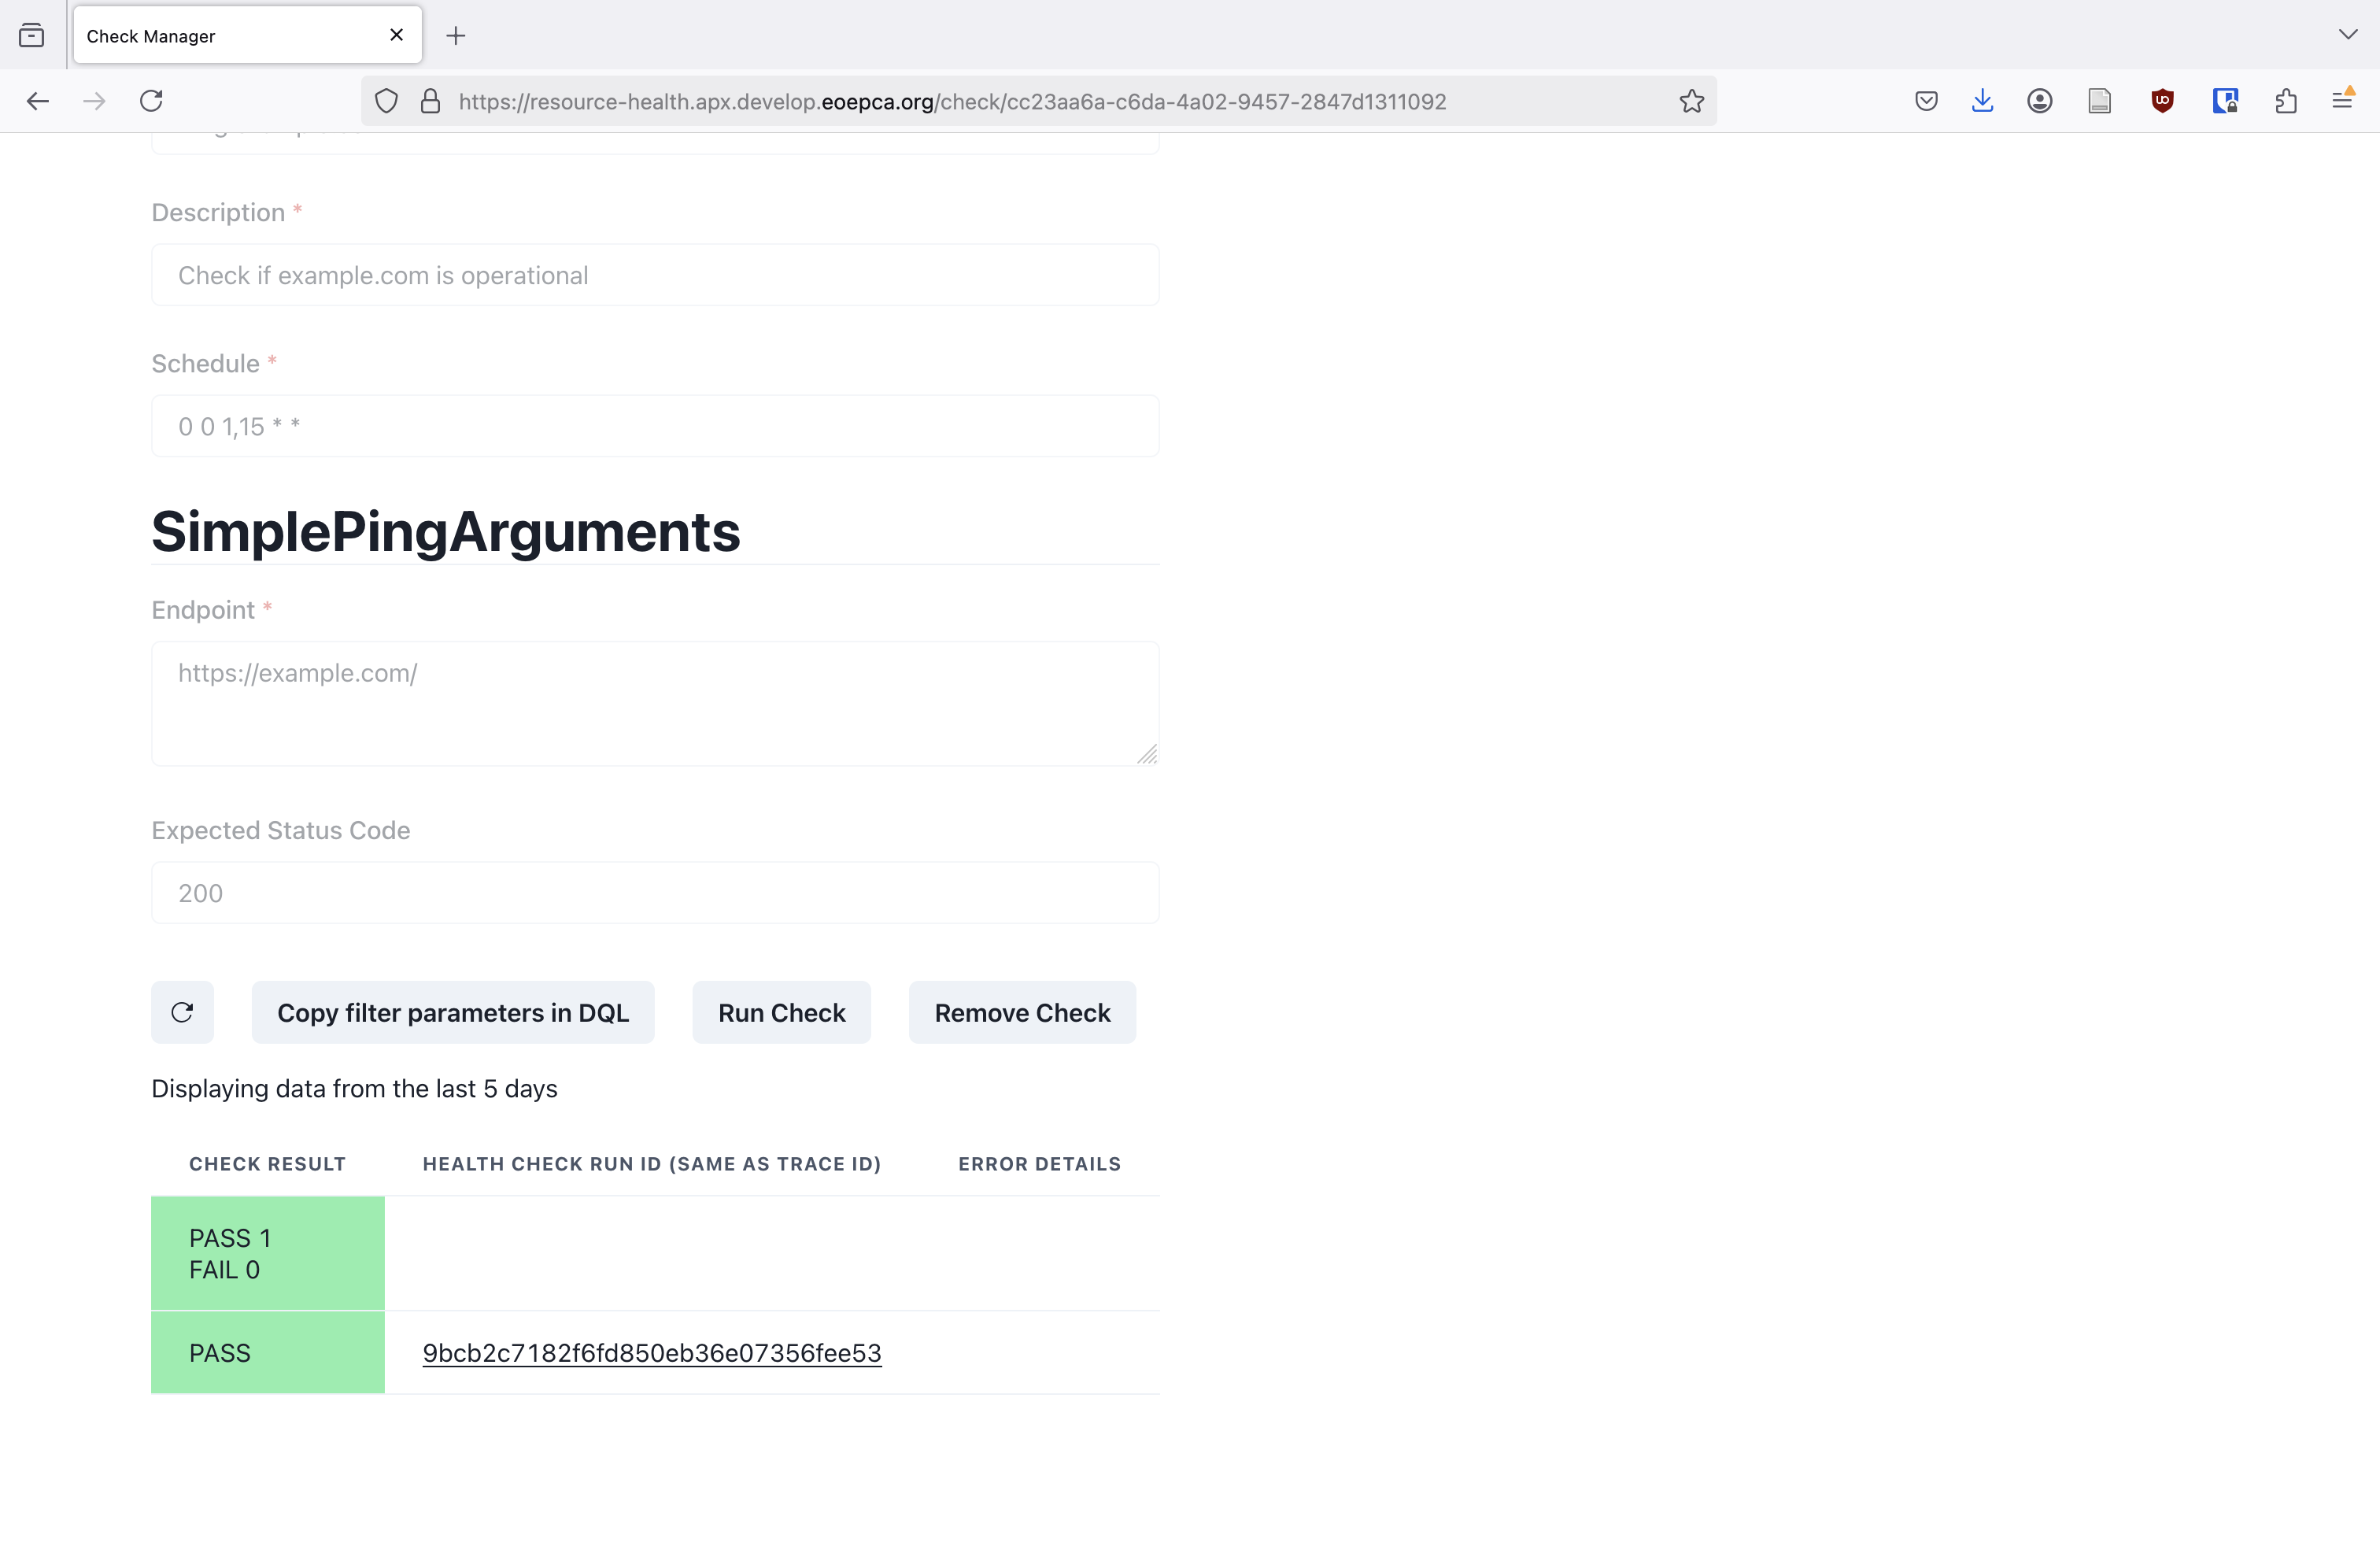 Check Manager
https://resource-health.apx.develop.eoepca.org/check/cc23aa6a-c6da-4a02-9457-2847d1311092
Description *
Check if example.com is operational
Schedule *
0 0 1,15 * *
SimplePingArguments
Endpoint *
https://example.com/
Expected Status Code
200
Copy filter parameters in DQL
Run Check
Remove Check
Displaying data from the last 5 days
CHECK RESULT
HEALTH CHECK RUN ID (SAME AS TRACE ID)
ERROR DETAILS
PASS 1
FAIL 0
PASS
9bcb2c7182f6fd850eb36e07356fee53